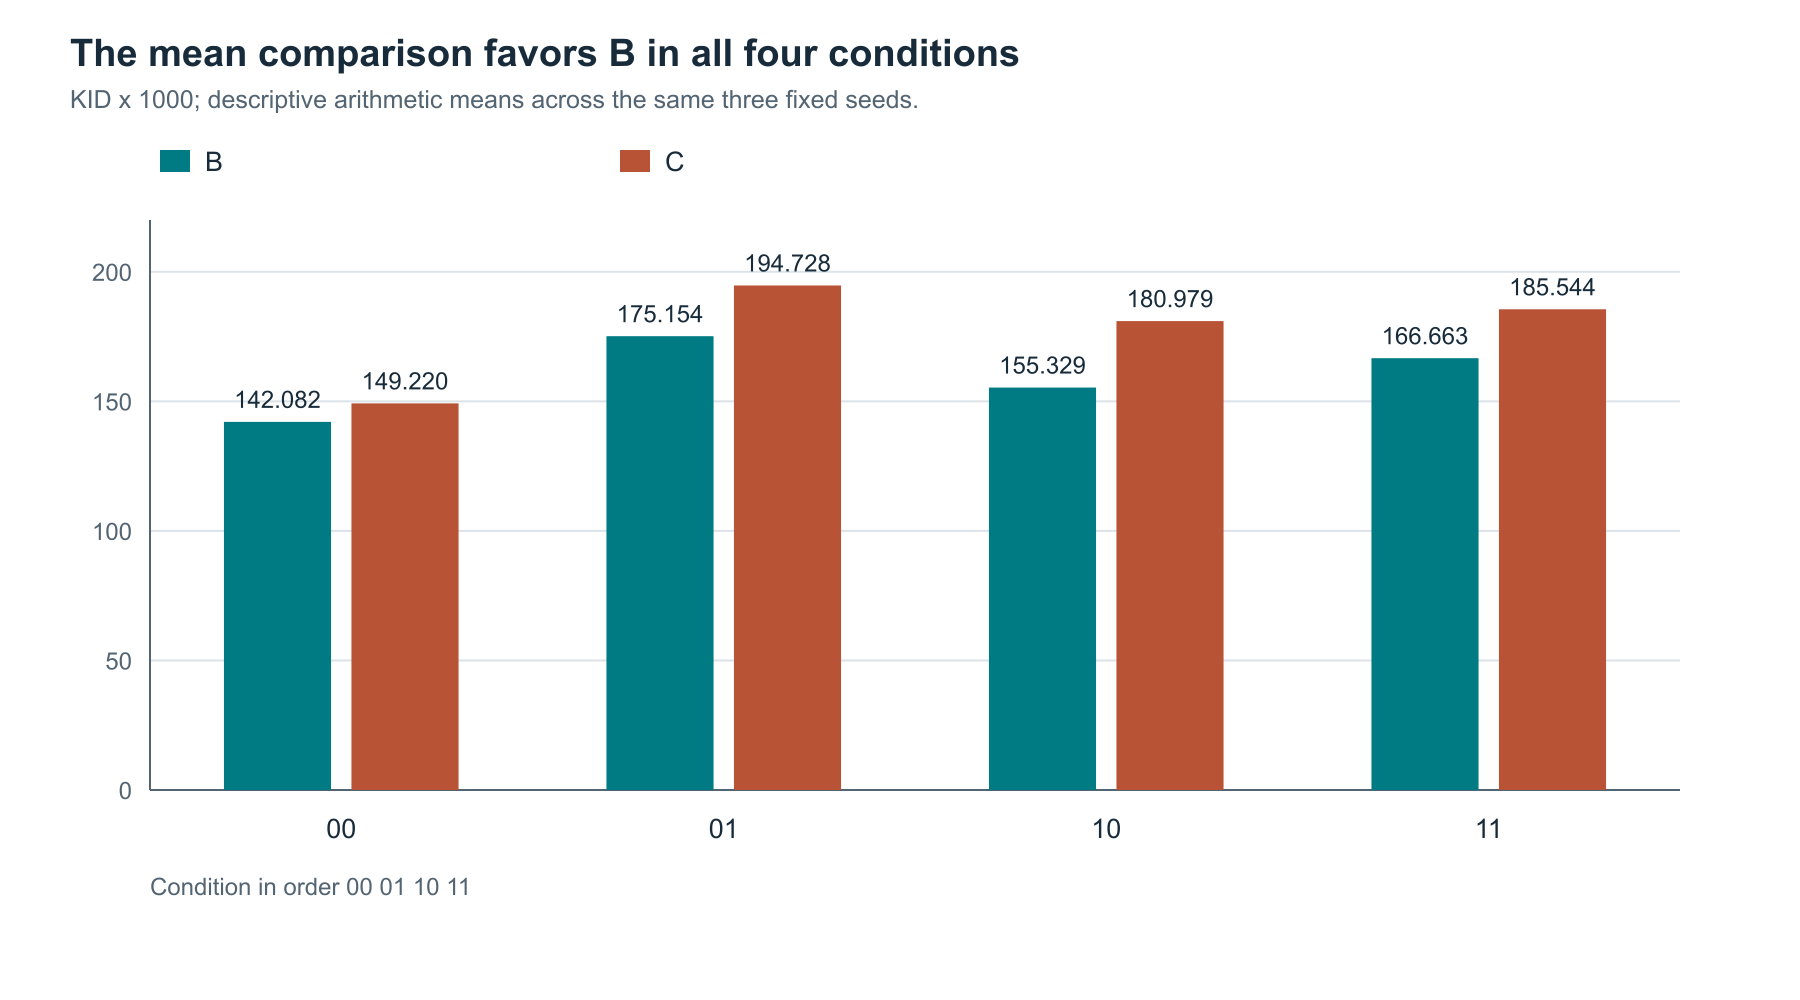 The mean comparison favors B in all four conditions
KID x 1000; descriptive arithmetic means across the same three fixed seeds.
B C
200
150
100
50
0
142.082 149.220 175.154 194.728 155.329 180.979 166.663 185.544
00 01 10 11
Condition in order 00 01 10 11